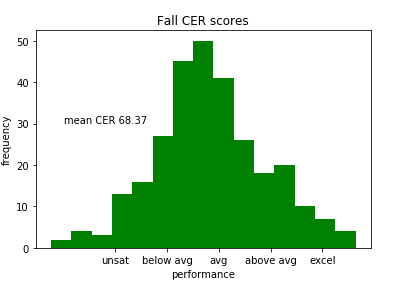 Fall CER scores
50
40
30
20
10
0
frequency
mean CER 68.37
unsat below avg avg above avg excel
performance